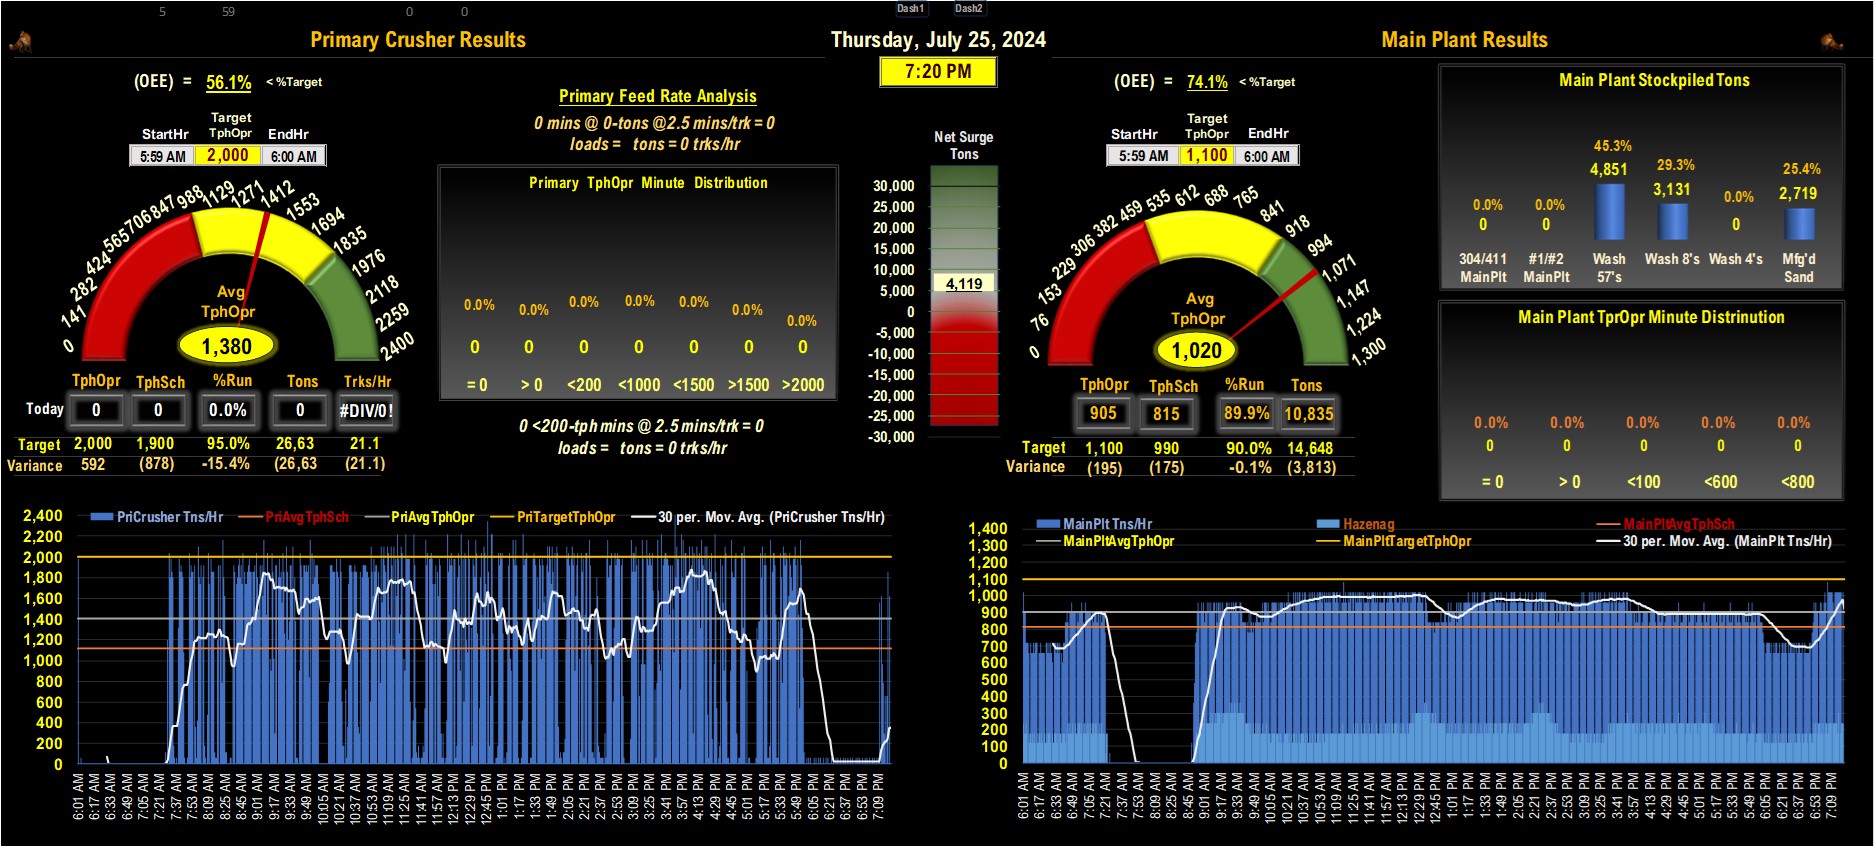 5 59 0 0 Dash1 Dash2
Primary Crusher Results
Thursday, July 25, 2024
Main Plant Results
7:20 PM
(OEE) = 56.1% < %Target
Target
StartHr TphOpr EndHr
5:59 AM 2,000 6:00 AM
0 141 282 424 565 706 847 988 1129 1271 1412 1553 1694 1835 1976 2118 2259 2400
Avg
TphOpr
1,380
TphOpr TphSch %Run Tons Trks/Hr
Today 0 0 0.0% 0 #DIV/0!
Target 2,000 1,900 95.0% 26,63 21.1
Variance 592 (878) -15.4% (26,63 (21.1)
Primary Feed Rate Analysis
0 mins @ 0-tons @2.5 mins/trk = 0
loads = tons = 0 trks/hr
Primary TphOpr Minute Distribution
0.0% 0.0% 0.0% 0.0% 0.0% 0.0% 0.0%
0 0 0 0 0 0 0
= 0 > 0 <200 <1000 <1500 >1500 >2000
0 <200-tph mins @ 2.5 mins/trk = 0
loads = tons = 0 trks/hr
Net Surge
Tons
30,000
25,000
20,000
15,000
10,000
5,000
0
-5,000
-10,000
-15,000
-20,000
-25,000
-30,000
4,119
(OEE) = 74.1% < %Target
Target
StartHr TphOpr EndHr
5:59 AM 1,100 6:00 AM
0 76 153 229 306 382 459 535 612 688 765 841 918 994 1,071 1,147 1,224 1,300
Avg
TphOpr
1,020
TphOpr TphSch %Run Tons
905 815 89.9% 10,835
Target 1,100 990 90.0% 14,648
Variance (195) (175) -0.1% (3,813)
Main Plant Stockpiled Tons
0.0% 0.0% 45.3% 29.3% 0.0% 25.4%
0 0 4,851 3,131 0 2,719
304/411 #1/#2 Wash Wash 8's Wash 4's Mfg'd
MainPlt MainPlt 57's Sand
Main Plant TprOpr Minute Distrinution
0.0% 0.0% 0.0% 0.0% 0.0%
0 0 0 0 0
= 0 > 0 <100 <600 <800
PriCrusher Tns/Hr PriAvgTphSch PriAvgTphOpr PriTargetTphOpr 30 per. Mov. Avg. (PriCrusher Tns/Hr)
2,400
2,200
2,000
1,800
1,600
1,400
1,200
1,000
800
600
400
200
0
6:01 AM 6:17 AM 6:33 AM 6:49 AM 7:05 AM 7:21 AM 7:37 AM 7:53 AM 8:09 AM 8:25 AM 8:45 AM 9:01 AM 9:17 AM 9:33 AM 9:49 AM 10:05 AM 10:21 AM 10:37 AM 10:53 AM 11:09 AM 11:25 AM 11:41 AM 11:57 AM 12:13 PM 12:29 PM 12:45 PM 1:01 PM 1:17 PM 1:33 PM 1:49 PM 2:05 PM 2:21 PM 2:37 PM 2:53 PM 3:09 PM 3:25 PM 3:41 PM 3:57 PM 4:13 PM 4:29 PM 4:45 PM 5:01 PM 5:17 PM 5:33 PM 5:49 PM 6:05 PM 6:21 PM 6:37 PM 6:53 PM 7:09 PM
MainPlt Tns/Hr Hazenag MainPltAvgTphSch
MainPltAvgTphOpr MainPltTargetTphOpr 30 per. Mov. Avg. (MainPlt Tns/Hr)
1,400
1,300
1,200
1,100
1,000
900
800
700
600
500
400
300
200
100
0
6:01 AM 6:17 AM 6:33 AM 6:49 AM 7:05 AM 7:21 AM 7:37 AM 7:53 AM 8:09 AM 8:25 AM 8:45 AM 9:01 AM 9:17 AM 9:33 AM 9:49 AM 10:05 AM 10:21 AM 10:37 AM 10:53 AM 11:09 AM 11:25 AM 11:41 AM 11:57 AM 12:13 PM 12:29 PM 12:45 PM 1:01 PM 1:17 PM 1:33 PM 1:49 PM 2:05 PM 2:21 PM 2:37 PM 2:53 PM 3:09 PM 3:25 PM 3:41 PM 3:57 PM 4:13 PM 4:29 PM 4:45 PM 5:01 PM 5:17 PM 5:33 PM 5:49 PM 6:05 PM 6:21 PM 6:37 PM 6:53 PM 7:09 PM